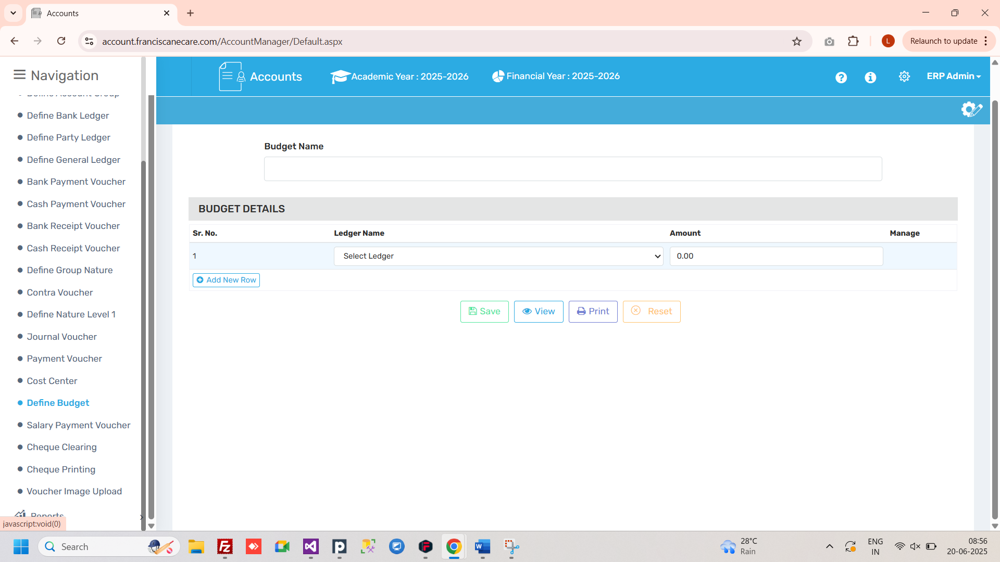 Accounts
account.franciscanecare.com/AccountManager/Default.aspx
L
Relaunch to update
Navigation
Accounts
Academic Year : 2025-2026
Financial Year : 2025-2026
ERP Admin
Define Account Group
Define Bank Ledger
Define Party Ledger
Define General Ledger
Bank Payment Voucher
Cash Payment Voucher
Bank Receipt Voucher
Cash Receipt Voucher
Define Group Nature
Contra Voucher
Define Nature Level 1
Journal Voucher
Payment Voucher
Cost Center
Define Budget
Salary Payment Voucher
Cheque Clearing
Cheque Printing
Voucher Image Upload
Reports
javascript:void(0)
Budget Name
BUDGET DETAILS
Sr. No. Ledger Name Amount Manage
1 Select Ledger 0.00
Add New Row
Save View Print Reset
Search
28°C
Rain
ENG
IN
08:56
20-06-2025